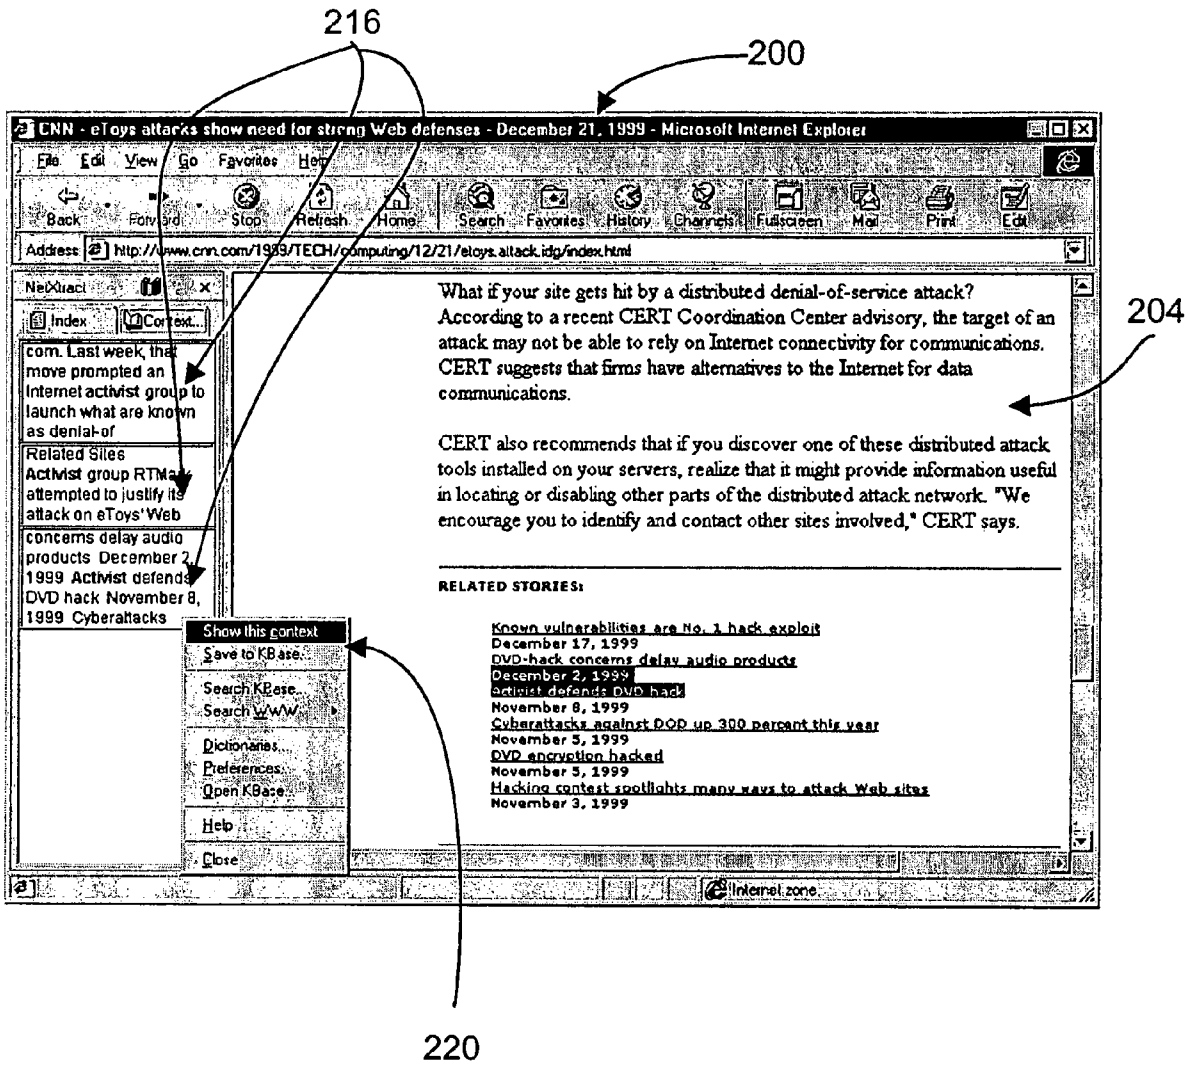 216
200
CNN - eToys attacks show need for strong Web defenses - December 21, 1999 - Microsoft Internet Explorer
File Edit View Go Favorites Help
Back Forward Stop Refresh Home Search Favorites History Channels Fullscreen Mail Print Edit
Address http://www.cnn.com/1999/TECH/computing/12/21/etoys.attack.idg/index.html
NetXtract
Index Context...
com. Last week, that
move prompted an
Internet activist group to
launch what are known
as denial-of
Related Sites
Activist group RTMark
attempted to justify its
attack on eToys' Web
concerns delay audio
products December 2,
1999 Activist defends
DVD hack November 8,
1999 Cyberattacks
What if your site gets hit by a distributed denial-of-service attack?
According to a recent CERT Coordination Center advisory, the target of an
attack may not be able to rely on Internet connectivity for communications.
CERT suggests that firms have alternatives to the Internet for data
communications.
CERT also recommends that if you discover one of these distributed attack
tools installed on your servers, realize that it might provide information useful
in locating or disabling other parts of the distributed attack network. "We
encourage you to identify and contact other sites involved," CERT says.
RELATED STORIES:
Known vulnerabilities are No. 1 hack exploit
December 17, 1999
DVD-hack concerns delay audio products
December 2, 1999
Activist defends DVD hack
November 8, 1999
Cyberattacks against DOD up 300 percent this year
November 5, 1999
DVD encryption hacked
November 5, 1999
Hacking contest spotlights many ways to attack Web sites
November 3, 1999
204
Show this context
Save to KBase...
Search KBase...
Search WWW
Dictionaries...
Preferences...
Open KBase...
Help
Close
Internet zone
220